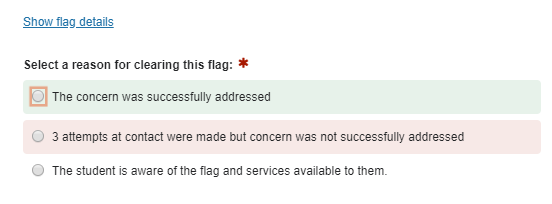 Show flag details
Select a reason for clearing this flag: *
The concern was successfully addressed
3 attempts at contact were made but concern was not successfully addressed
The student is aware of the flag and services available to them.